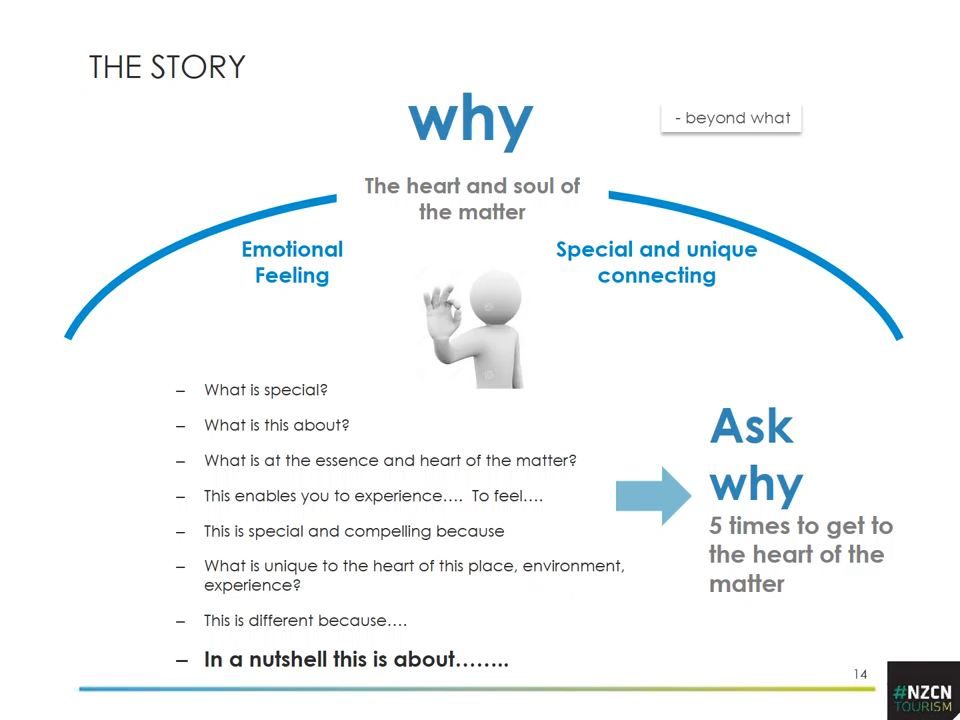 THE STORY
why
- beyond what
The heart and soul of
the matter
Emotional
Feeling
Special and unique
connecting
– What is special?
– What is this about?
– What is at the essence and heart of the matter?
– This enables you to experience…. To feel….
– This is special and compelling because
– What is unique to the heart of this place, environment,
experience?
– This is different because….
– In a nutshell this is about……..
Ask
why
5 times to get to
the heart of the
matter
14
#NZCN
TOURISM